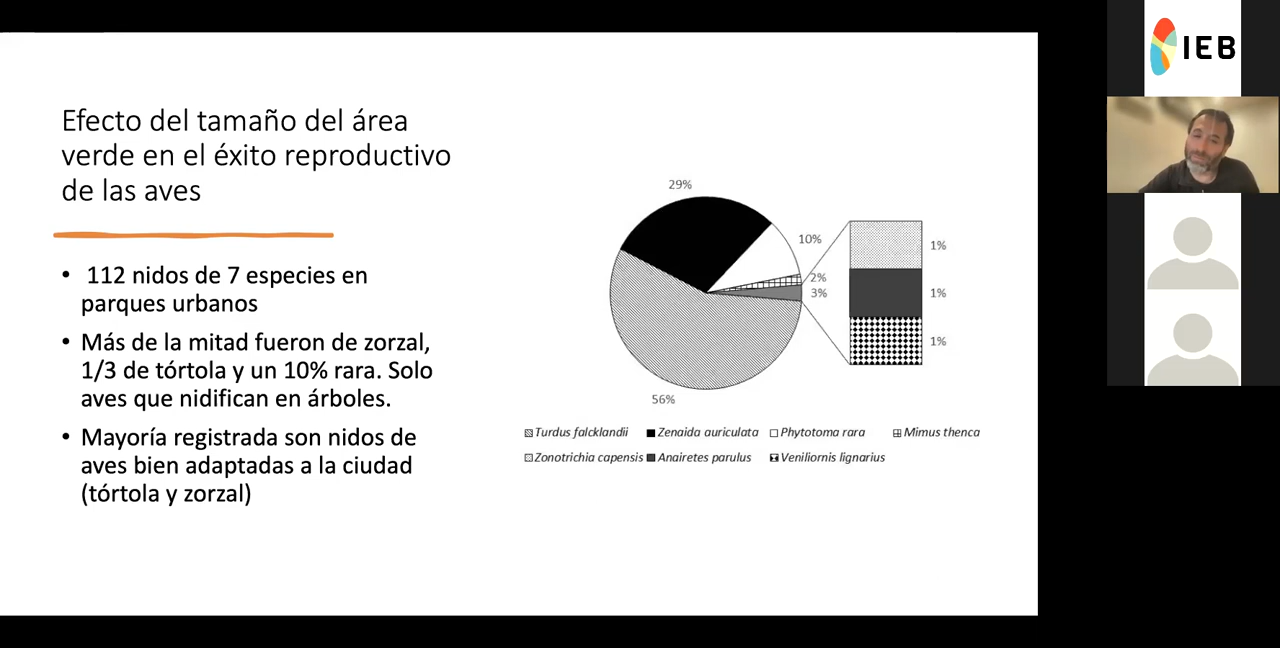 Efecto del tamaño del área
verde en el éxito reproductivo
de las aves
• 112 nidos de 7 especies en
parques urbanos
• Más de la mitad fueron de zorzal,
1/3 de tórtola y un 10% rara. Solo
aves que nidifican en árboles.
• Mayoría registrada son nidos de
aves bien adaptadas a la ciudad
(tórtola y zorzal)
29%
10%
2%
3%
56%
1%
1%
1%
Turdus falcklandii Zenaida auriculata Phytotoma rara Mimus thenca
Zonotrichia capensis Anairetes parulus Veniliornis lignarius
IEB